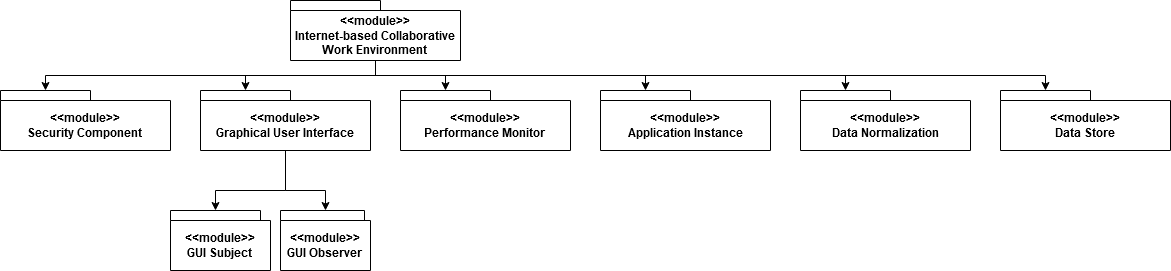 <<module>>
Internet-based Collaborative
Work Environment
<<module>>
Security Component
<<module>>
Graphical User Interface
<<module>>
Performance Monitor
<<module>>
Application Instance
<<module>>
Data Normalization
<<module>>
Data Store
<<module>>
GUI Subject
<<module>>
GUI Observer